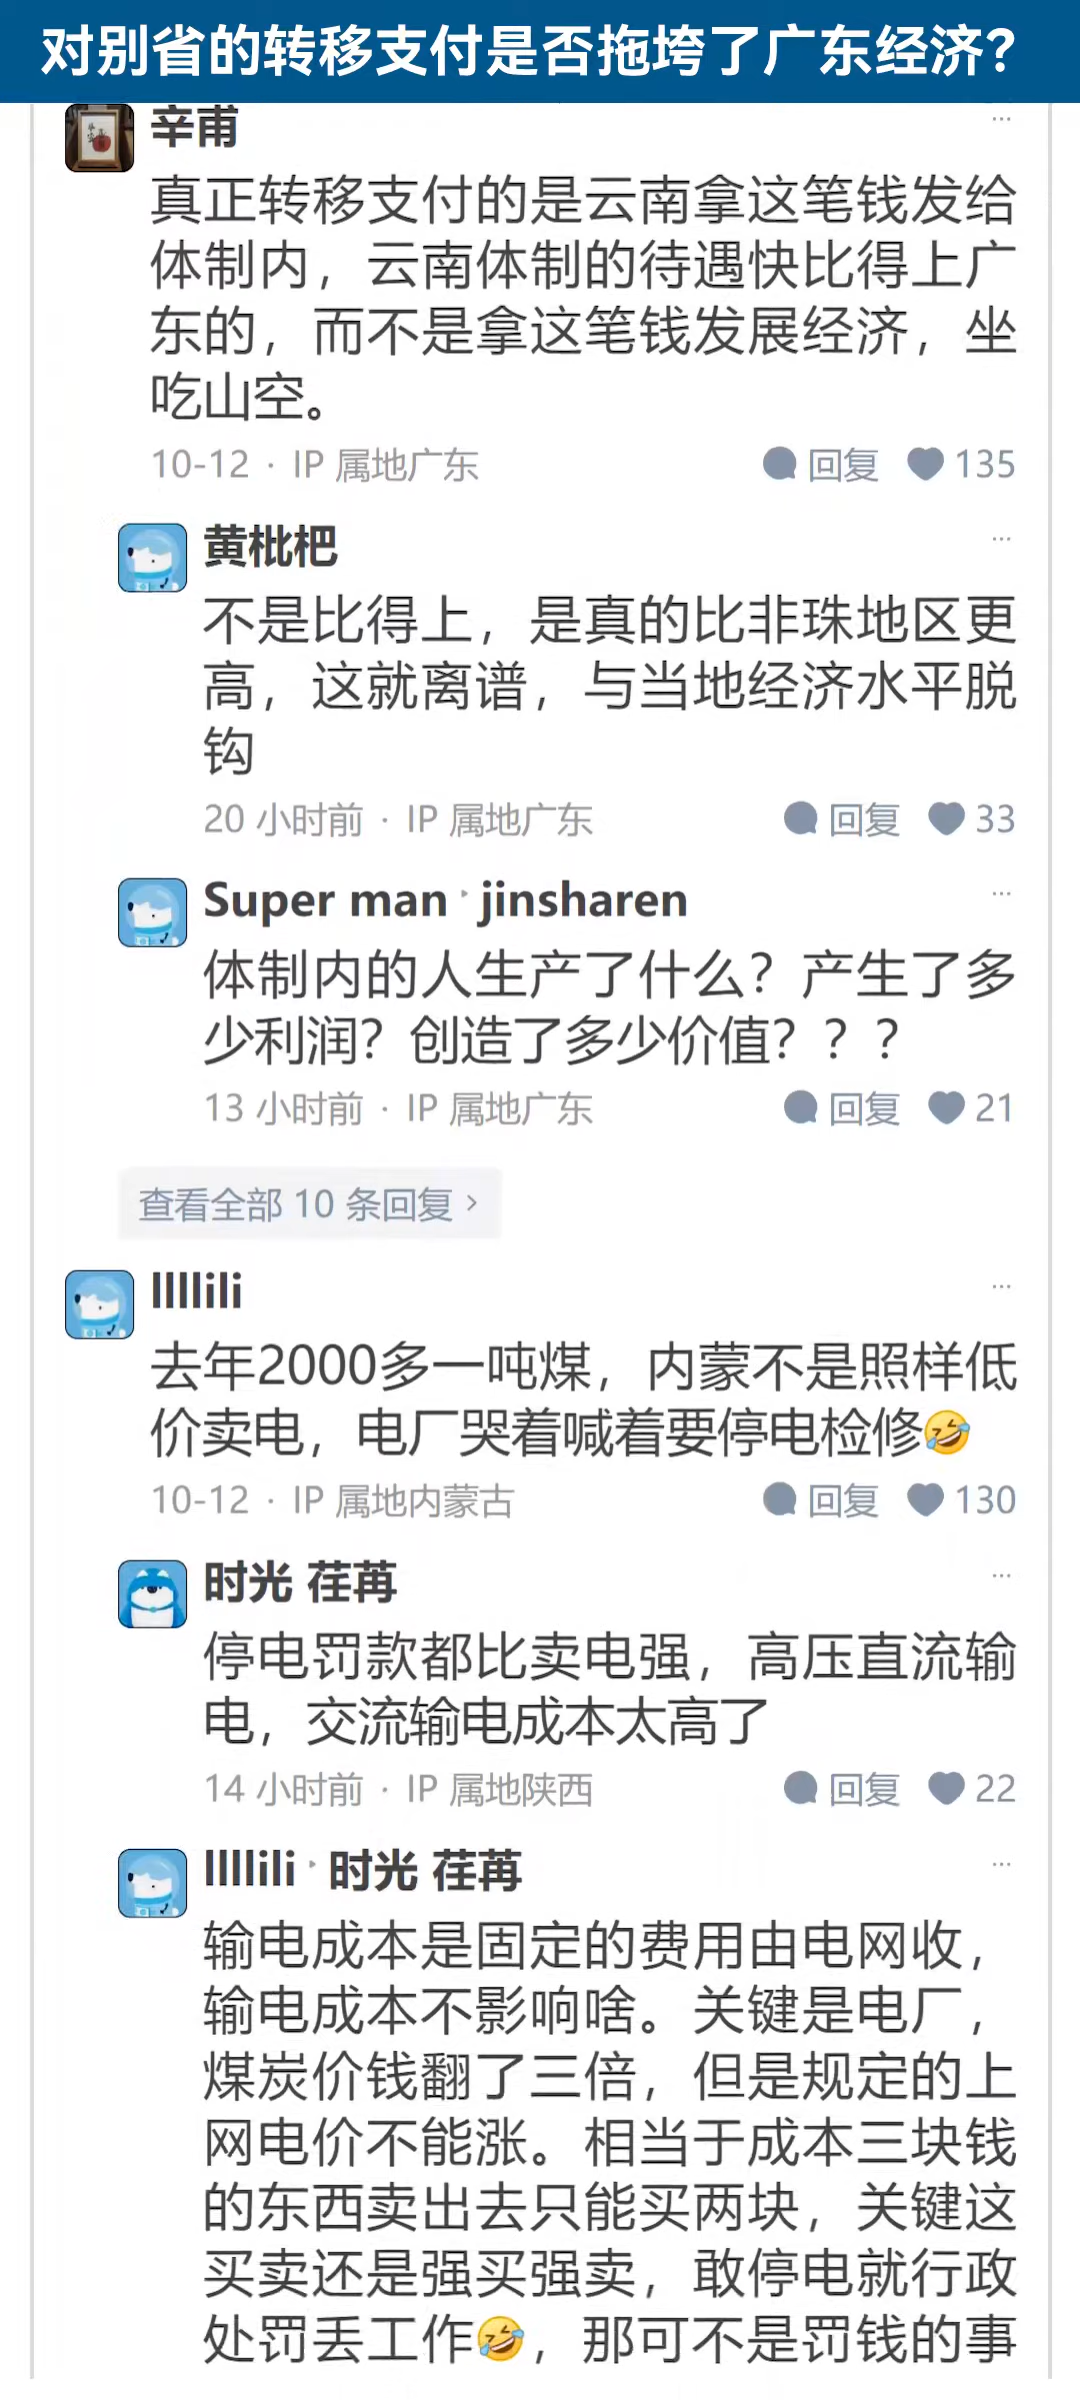 对别省的转移支付是否拖垮了广东经济?
辛甫
真正转移支付的是云南拿这笔钱发给
体制内，云南体制的待遇快比得上广
东的，而不是拿这笔钱发展经济，坐
吃山空。
10-12 · IP 属地广东 回复 135
黄枇杷
不是比得上，是真的比非珠地区更
高，这就离谱，与当地经济水平脱
钩
20 小时前 · IP 属地广东 回复 33
Super man jinsharen
体制内的人生产了什么？产生了多
少利润？创造了多少价值？？？
13 小时前 · IP 属地广东 回复 21
查看全部 10 条回复 >
llllili
去年2000多一吨煤，内蒙不是照样低
价卖电，电厂哭着喊着要停电检修🤣
10-12 · IP 属地内蒙古 回复 130
时光 荏苒
停电罚款都比卖电强，高压直流输
电，交流输电成本太高了
14 小时前 · IP 属地陕西 回复 22
llllili 时光 荏苒
输电成本是固定的费用由电网收，
输电成本不影响啥。关键是电厂，
煤炭价钱翻了三倍，但是规定的上
网电价不能涨。相当于成本三块钱
的东西卖出去只能买两块，关键这
买卖还是强买强卖，敢停电就行政
处罚丢工作🤣，那可不是罚钱的事